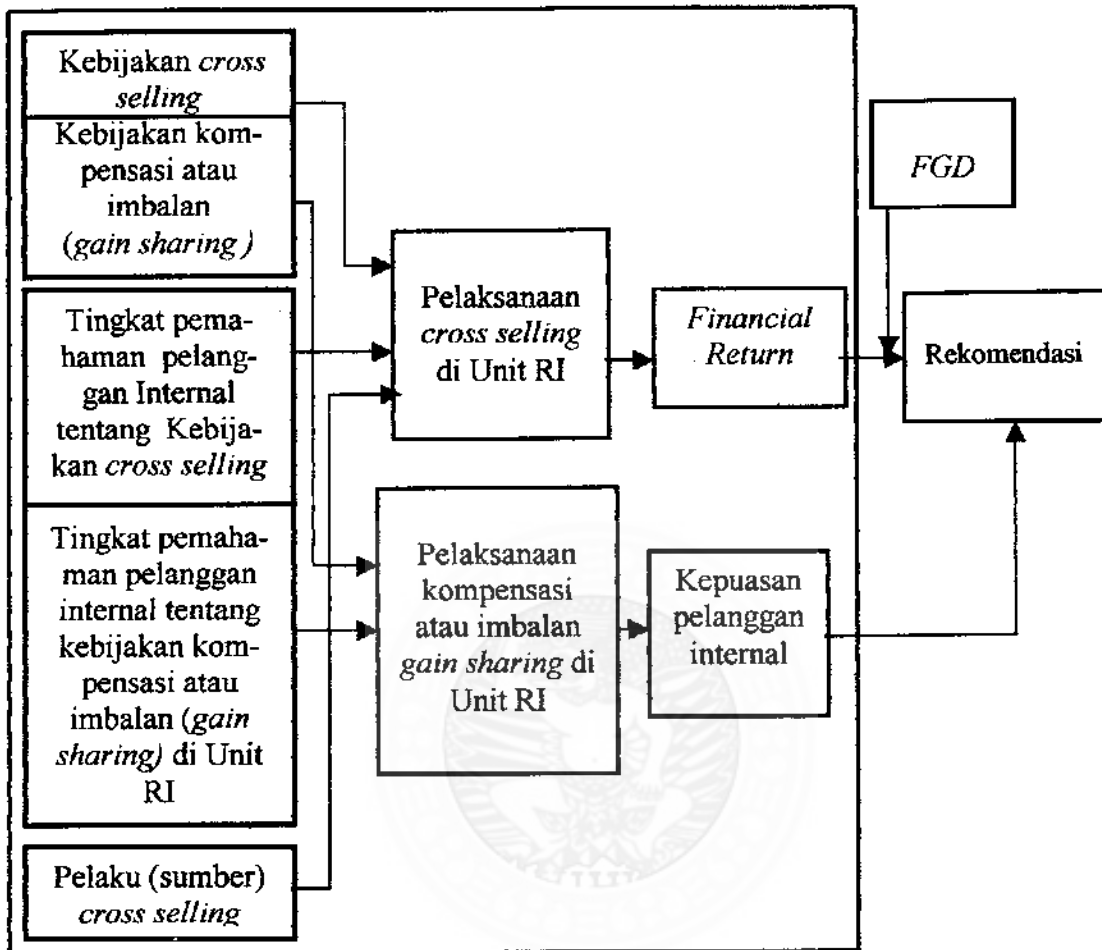 Kebijakan cross
selling
Kebijakan kom-
pensasi atau
imbalan
(gain sharing )
Tingkat pema-
haman pelang-
gan Internal
tentang Kebija-
kan cross selling
Tingkat pemaha-
man pelanggan
internal tentang
kebijakan kom-
pensasi atau
imbalan (gain
sharing) di Unit
RI
Pelaku (sumber)
cross selling
Pelaksanaan
cross selling
di Unit RI
Pelaksanaan
kompensasi
atau imbalan
gain sharing di
Unit RI
Financial
Return
Kepuasan
pelanggan
internal
FGD
Rekomendasi